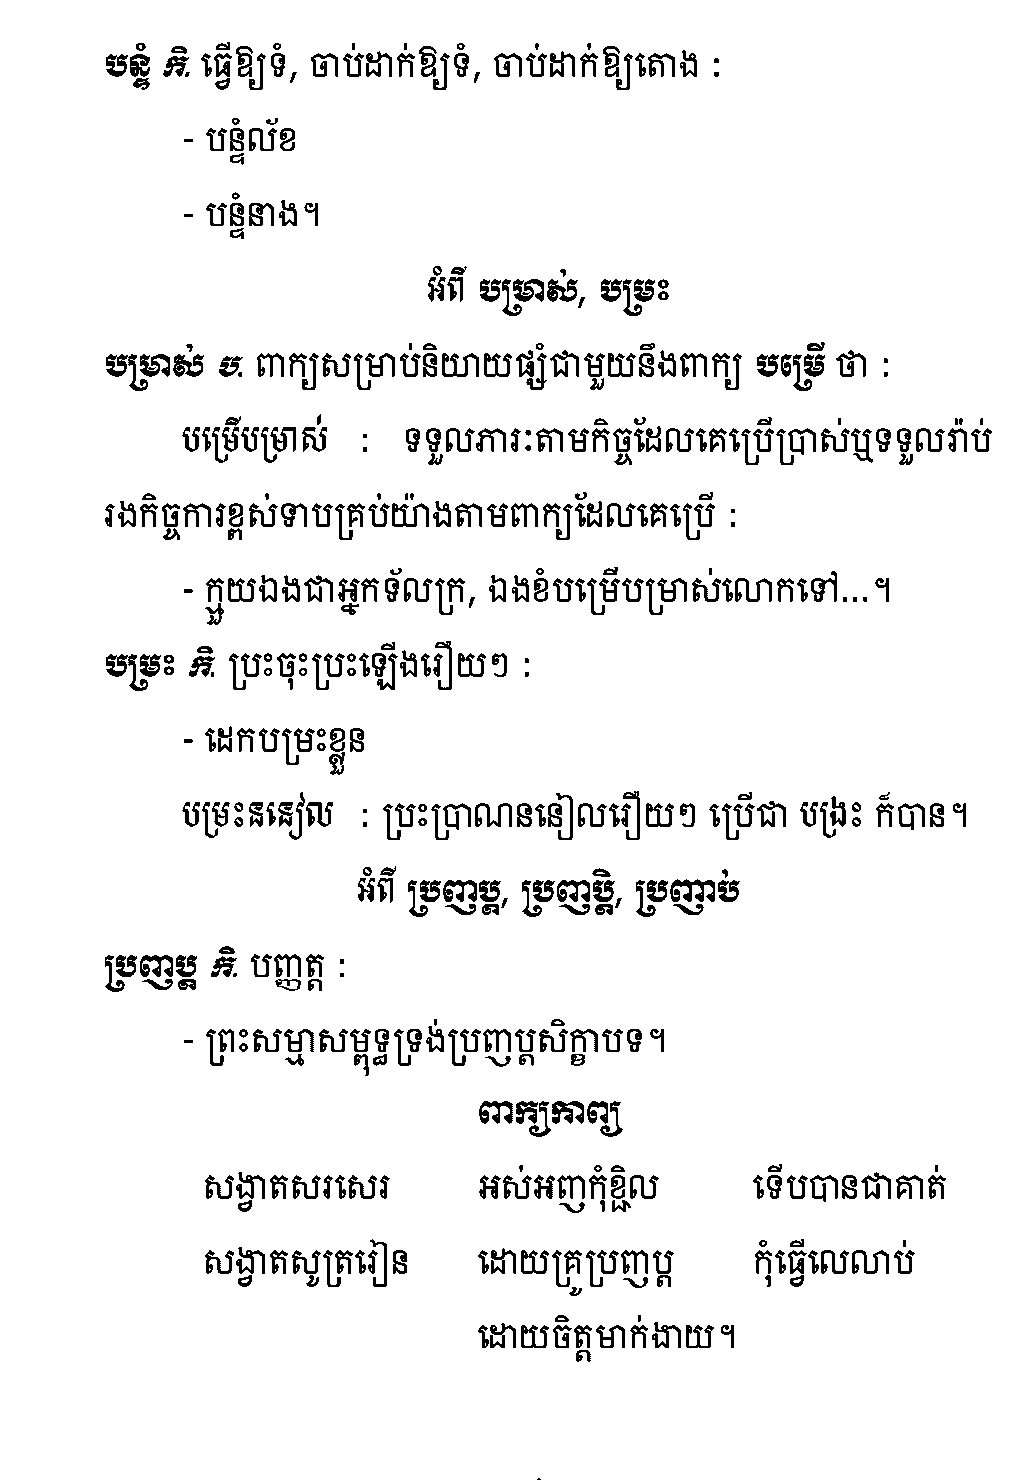 បន្ទំ កិ. ធ្វើឱ្យទំ, ចាប់ដាក់ឱ្យទំ, ចាប់ដាក់ឱ្យតោង :
- បន្ទំល័ខ
- បន្ទំនាង។
អំពី បម្រាស់, បម្រះ
បម្រាស់ ប. ពាក្យសម្រាប់និយាយផ្សំជាមួយនឹងពាក្យ បម្រើ ថា :
បម្រើបម្រាស់ : ទទួលភារៈតាមកិច្ចដែលគេប្រើប្រាស់ឬទទួលរ៉ាប់
រងកិច្ចការខ្ពស់ទាបគ្រប់យ៉ាងតាមពាក្យដែលគេប្រើ :
- ក្មួយឯងជាអ្នកទ័លក្រ, ឯងខំបម្រើបម្រាស់លោកទៅ...។
បម្រះ កិ. ប្រះចុះប្រះឡើងរឿយៗ :
- ដេកបម្រះខ្លួន
បម្រះននៀល : ប្រះប្រាណននៀលរឿយៗ ប្រើជា បង្រះ ក៏បាន។
អំពី ប្រញប្ត, ប្រញប្តិ, ប្រញាប់
ប្រញប្ត កិ. បញ្ញត្ត :
- ព្រះសម្មាសម្ពុទ្ធទ្រង់ប្រញប្តសិក្ខាបទ។
ពាក្យកាព្យ
សង្វាតសរសេរ អស់អញកុំខ្ជិល ទើបបានជាគាត់
សង្វាតសូត្ររៀន ដោយគ្រូប្រញប្ត កុំធ្វើលេលាប់
ដោយចិត្តមាក់ងាយ។